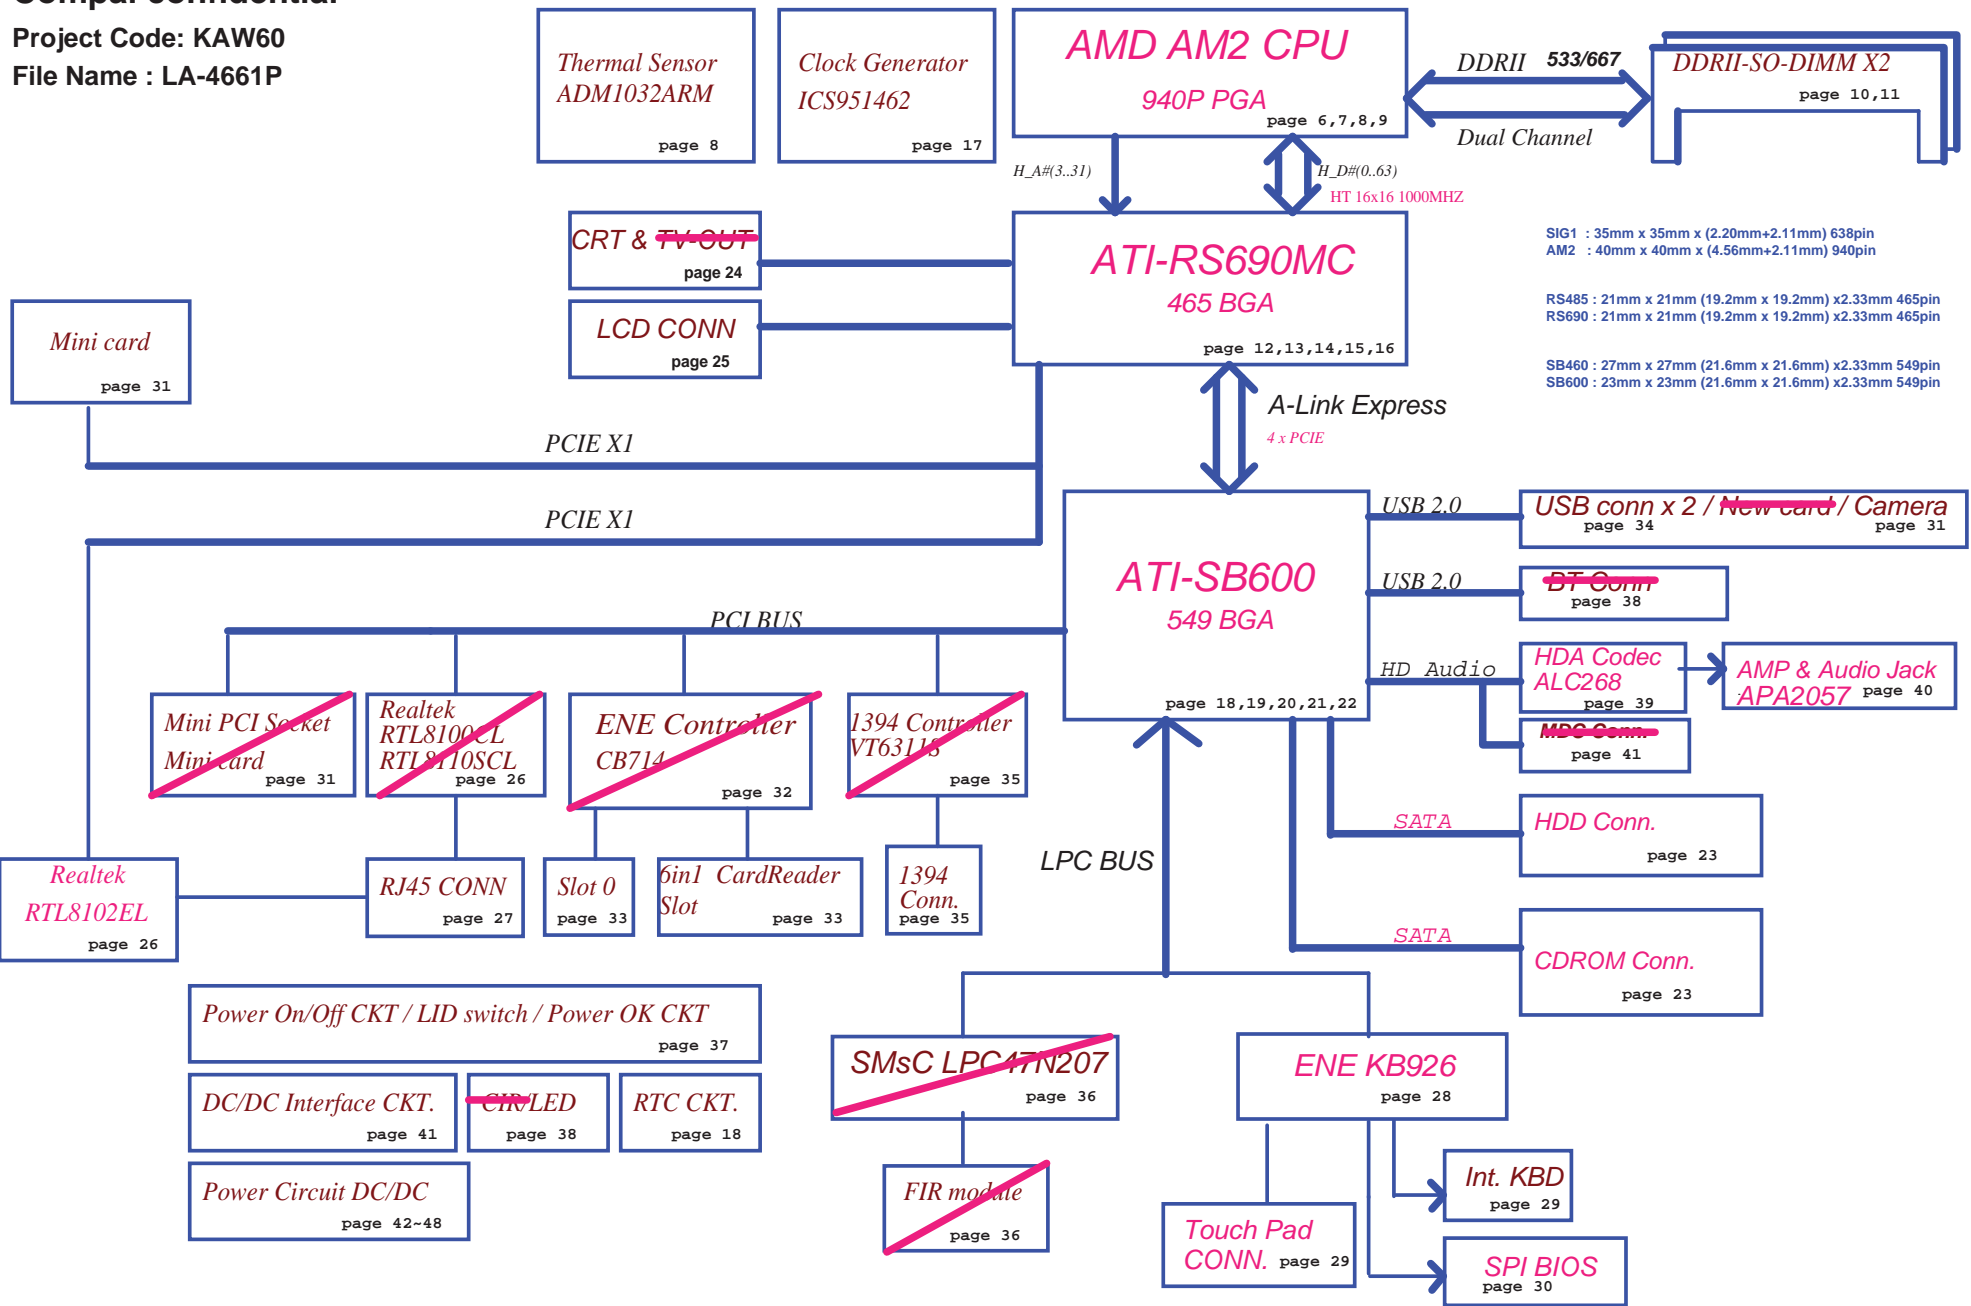 Compal confidential
Project Code: KAW60
File Name : LA-4661P
Thermal Sensor
ADM1032ARM
page 8
Clock Generator
ICS951462
page 17
AMD AM2 CPU
940P PGA
page 6,7,8,9
DDRII 533/667
Dual Channel
DDRII-SO-DIMM X2
page 10,11
H_A#(3..31)
H_D#(0..63)
HT 16x16 1000MHZ
CRT & TV-OUT
page 24
LCD CONN
page 25
ATI-RS690MC
465 BGA
page 12,13,14,15,16
SIG1 : 35mm x 35mm x (2.20mm+2.11mm) 638pin
AM2 : 40mm x 40mm x (4.56mm+2.11mm) 940pin
RS485 : 21mm x 21mm (19.2mm x 19.2mm) x2.33mm 465pin
RS690 : 21mm x 21mm (19.2mm x 19.2mm) x2.33mm 465pin
SB460 : 27mm x 27mm (21.6mm x 21.6mm) x2.33mm 549pin
SB600 : 23mm x 23mm (21.6mm x 21.6mm) x2.33mm 549pin
Mini card
page 31
A-Link Express
4 x PCIE
PCIE X1
PCIE X1
ATI-SB600
549 BGA
page 18,19,20,21,22
USB 2.0
USB conn x 2 / New card / Camera
page 34
page 31
USB 2.0
BT Conn
page 38
HD Audio
HDA Codec
ALC268
page 39
AMP & Audio Jack
APA2057 page 40
MDC Conn.
page 41
PCI BUS
Mini PCI Socket
Mini card
page 31
Realtek
RTL8100CL
RTL8110SCL
page 26
ENE Controller
CB714
page 32
1394 Controller
VT6311S
page 35
SATA
HDD Conn.
page 23
LPC BUS
Realtek
RTL8102EL
page 26
RJ45 CONN
page 27
Slot 0
page 33
6in1 CardReader
Slot
page 33
1394
Conn.
page 35
SATA
CDROM Conn.
page 23
Power On/Off CKT / LID switch / Power OK CKT
page 37
DC/DC Interface CKT.
page 41
CIR/LED
page 38
RTC CKT.
page 18
Power Circuit DC/DC
page 42~48
SMsC LPC47N207
page 36
ENE KB926
page 28
FIR module
page 36
Touch Pad
CONN. page 29
Int. KBD
page 29
SPI BIOS
page 30